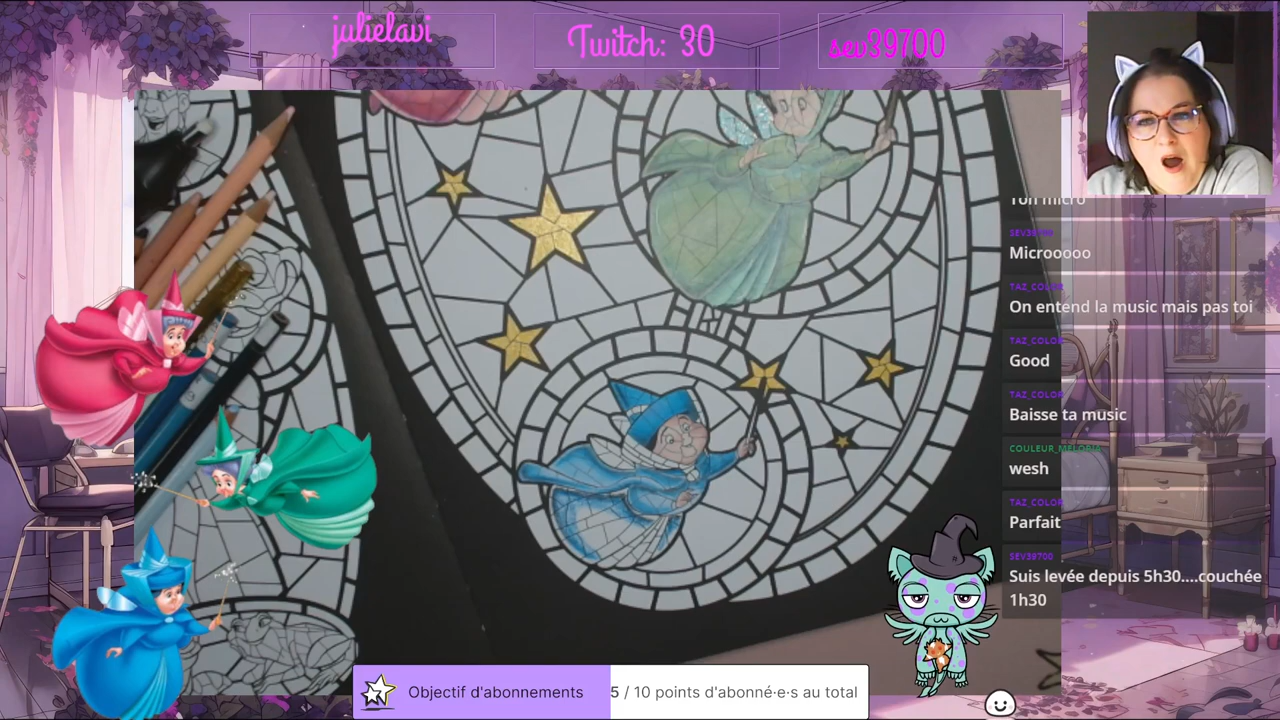 julielavi
Twitch: 30
sev39700
Ton micro
SEV39700
Microoooo
TAZ_COLOR
On entend la music mais pas toi
TAZ_COLOR
Good
TAZ_COLOR
Baisse ta music
COULEUR_MELODIE
wesh
TAZ_COLOR
Parfait
SEV39700
Suis levée depuis 5h30....couchée
1h30
Objectif d'abonnements
5 / 10 points d'abonné·e·s au total